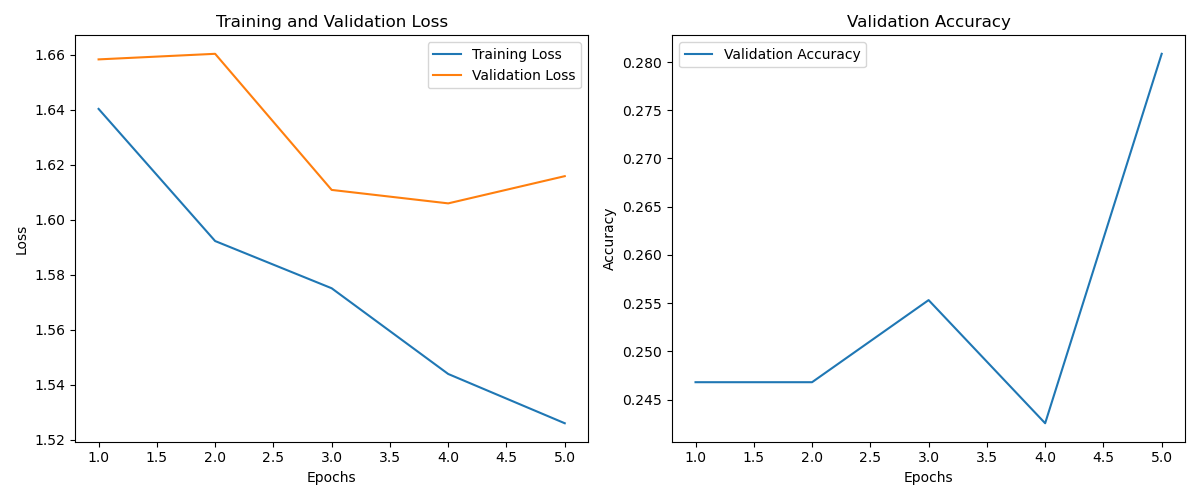 Training and Validation Loss
Training Loss
Validation Loss
1.66
1.64
1.62
1.60
1.58
1.56
1.54
1.52
Loss
1.0 1.5 2.0 2.5 3.0 3.5 4.0 4.5 5.0
Epochs
Validation Accuracy
Validation Accuracy
0.280
0.275
0.270
0.265
0.260
0.255
0.250
0.245
Accuracy
1.0 1.5 2.0 2.5 3.0 3.5 4.0 4.5 5.0
Epochs